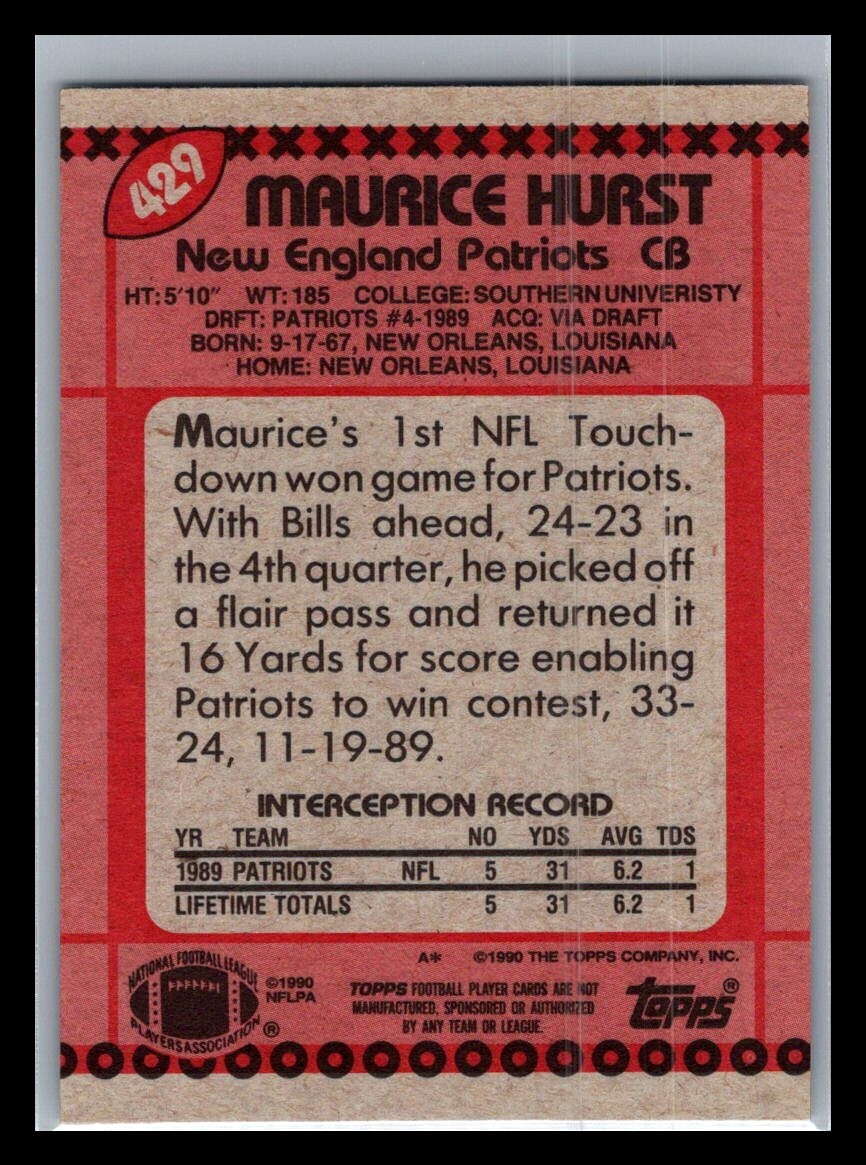 429
MAURICE HURST
New England Patriots CB
HT: 5'10" WT: 185 COLLEGE: SOUTHERN UNIVERISTY
DRFT: PATRIOTS #4-1989 ACQ: VIA DRAFT
BORN: 9-17-67, NEW ORLEANS, LOUISIANA
HOME: NEW ORLEANS, LOUISIANA
Maurice's 1st NFL Touch-
down won game for Patriots.
With Bills ahead, 24-23 in
the 4th quarter, he picked off
a flair pass and returned it
16 Yards for score enabling
Patriots to win contest, 33-
24, 11-19-89.
INTERCEPTION RECORD
YR TEAM NO YDS AVG TDS
1989 PATRIOTS NFL 5 31 6.2 1
LIFETIME TOTALS 5 31 6.2 1
A* ©1990 THE TOPPS COMPANY, INC.
NATIONAL FOOTBALL LEAGUE
PLAYERS ASSOCIATION ®
©1990
NFLPA
TOPPS FOOTBALL PLAYER CARDS ARE NOT
MANUFACTURED, SPONSORED OR AUTHORIZED
BY ANY TEAM OR LEAGUE.
topps®